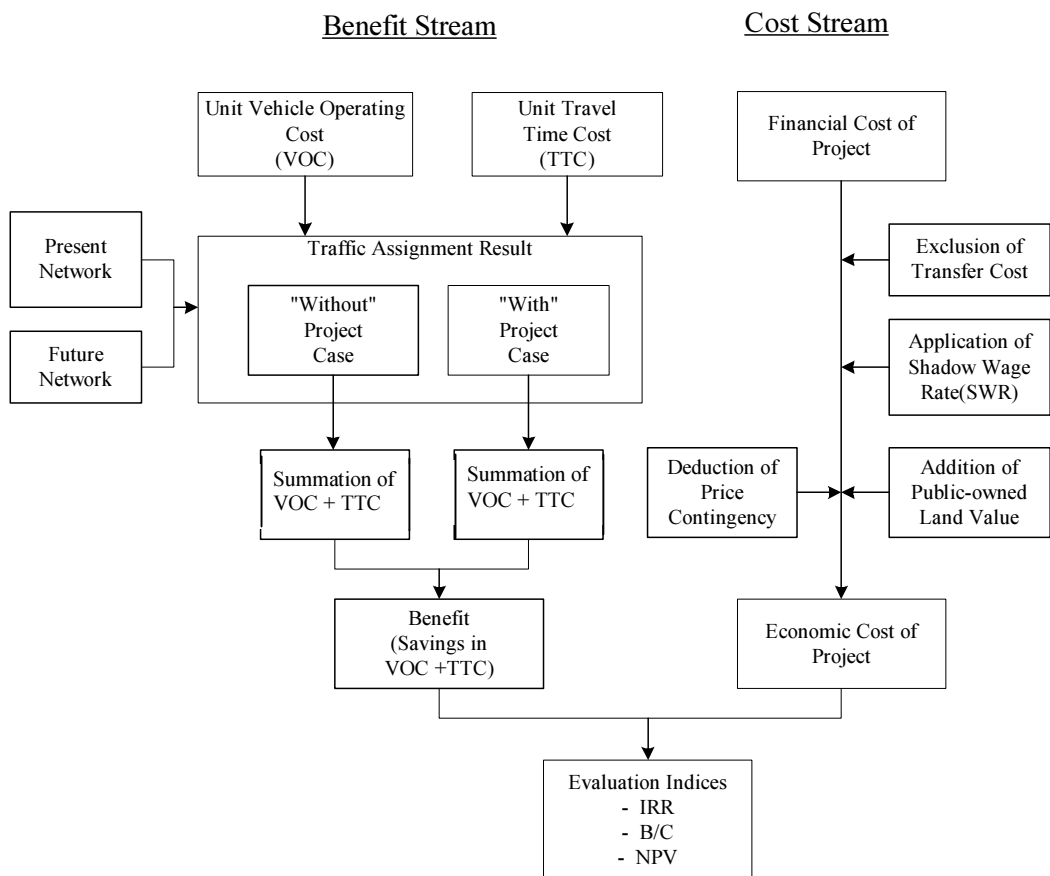 Benefit Stream
Cost Stream
Unit Vehicle Operating
Cost
(VOC)
Unit Travel
Time Cost
(TTC)
Financial Cost of
Project
Present
Network
Future
Network
Traffic Assignment Result
"Without"
Project
Case
"With"
Project
Case
Exclusion of
Transfer Cost
Application of
Shadow Wage
Rate(SWR)
Summation of
VOC + TTC
Summation of
VOC + TTC
Deduction of
Price
Contingency
Addition of
Public-owned
Land Value
Benefit
(Savings in
VOC +TTC)
Economic Cost of
Project
Evaluation Indices
- IRR
- B/C
- NPV